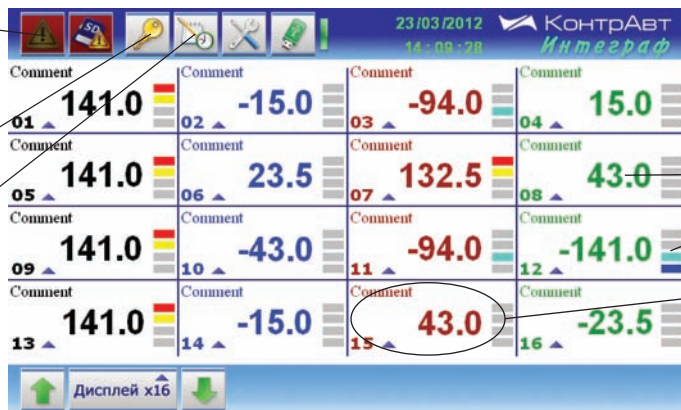 SD
23/03/2012 КонтрАвт
14:09:28 Интеграф
Comment Comment Comment Comment
141.0 -15.0 -94.0 15.0
01 02 03 04
Comment Comment Comment Comment
141.0 23.5 132.5 43.0
05 06 07 08
Comment Comment Comment Comment
141.0 -43.0 -94.0 -141.0
09 10 11 12
Comment Comment Comment Comment
141.0 -15.0 43.0 -23.5
13 14 15 16
Дисплей x16